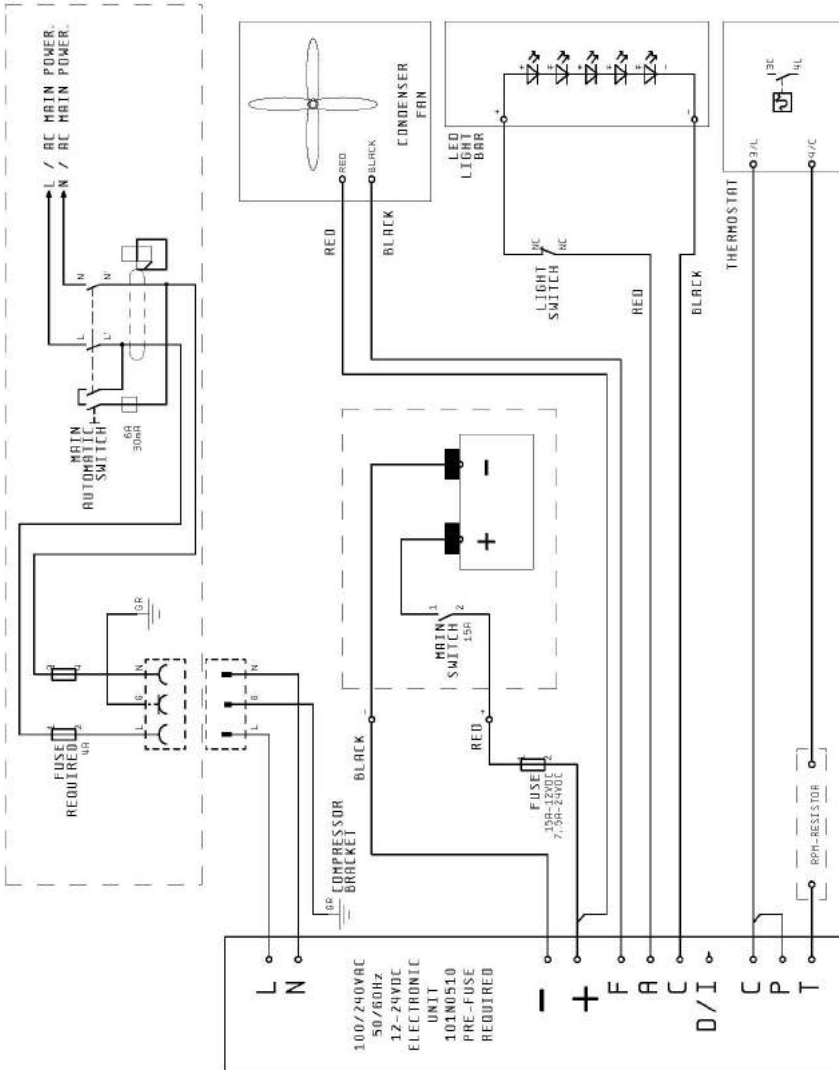 L / AC MAIN POWER.
N / AC MAIN POWER.
N
N'
L
L'
MAIN
AUTOMATIC
SWITCH
6A
30mA
GR
3
4
N
G
L
1
2
FUSE
REQUIRED
4A
N
G
L
GR
COMPRESSOR
BRACKET
CONDENSER
FAN
RED
BLACK
RED
BLACK
+
-
MAIN
SWITCH
15A
1
2
-
+
BLACK
RED
FUSE
15A-12VDC
7.5A-24VDC
1
2
+ F
F
F
F
F -
+
-
LED
LIGHT
BAR
NC
NC
LIGHT
SWITCH
RED
BLACK
3C
4L
3/L
4/C
THERMOSTAT
RPM-RESISTOR
L
N
100/240VAC
50/60Hz
12-24VDC
ELECTRONIC
UNIT
101N0510
PRE-FUSE
REQUIRED
-
+
F
A
C
D/I
C
P
T